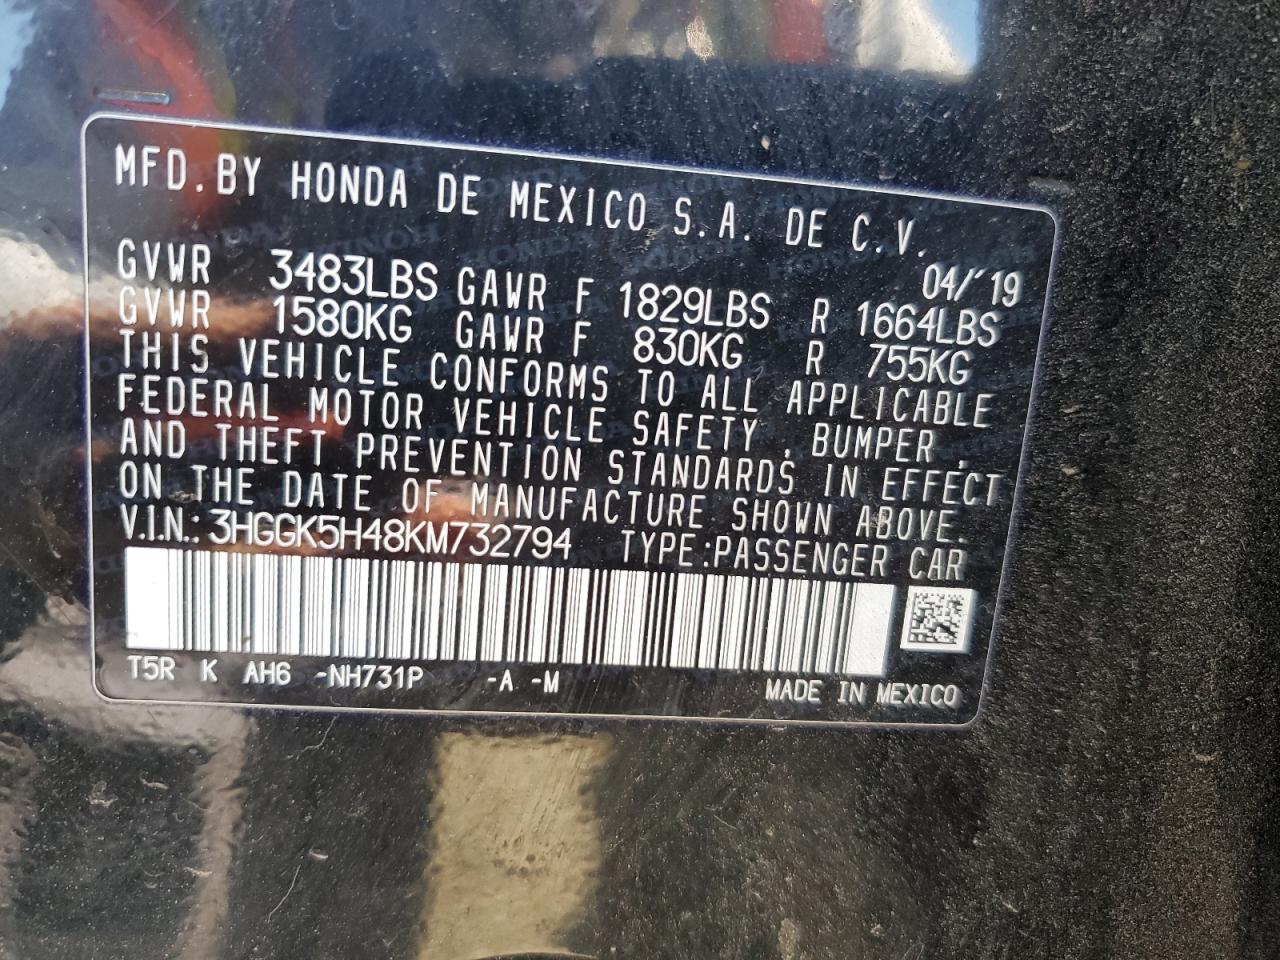 MFD. BY HONDA DE MEXICO S.A. DE C.V.
04/'19
GVWR 3483LBS GAWR F 1829LBS R 1664LBS
GVWR 1580KG GAWR F 830KG R 755KG
THIS VEHICLE CONFORMS TO ALL APPLICABLE
FEDERAL MOTOR VEHICLE SAFETY, BUMPER,
AND THEFT PREVENTION STANDARDS IN EFFECT
ON THE DATE OF MANUFACTURE SHOWN ABOVE.
V.I.N.: 3HGGK5H48KM732794 TYPE:PASSENGER CAR
T5R K AH6 -NH731P -A -M
MADE IN MEXICO